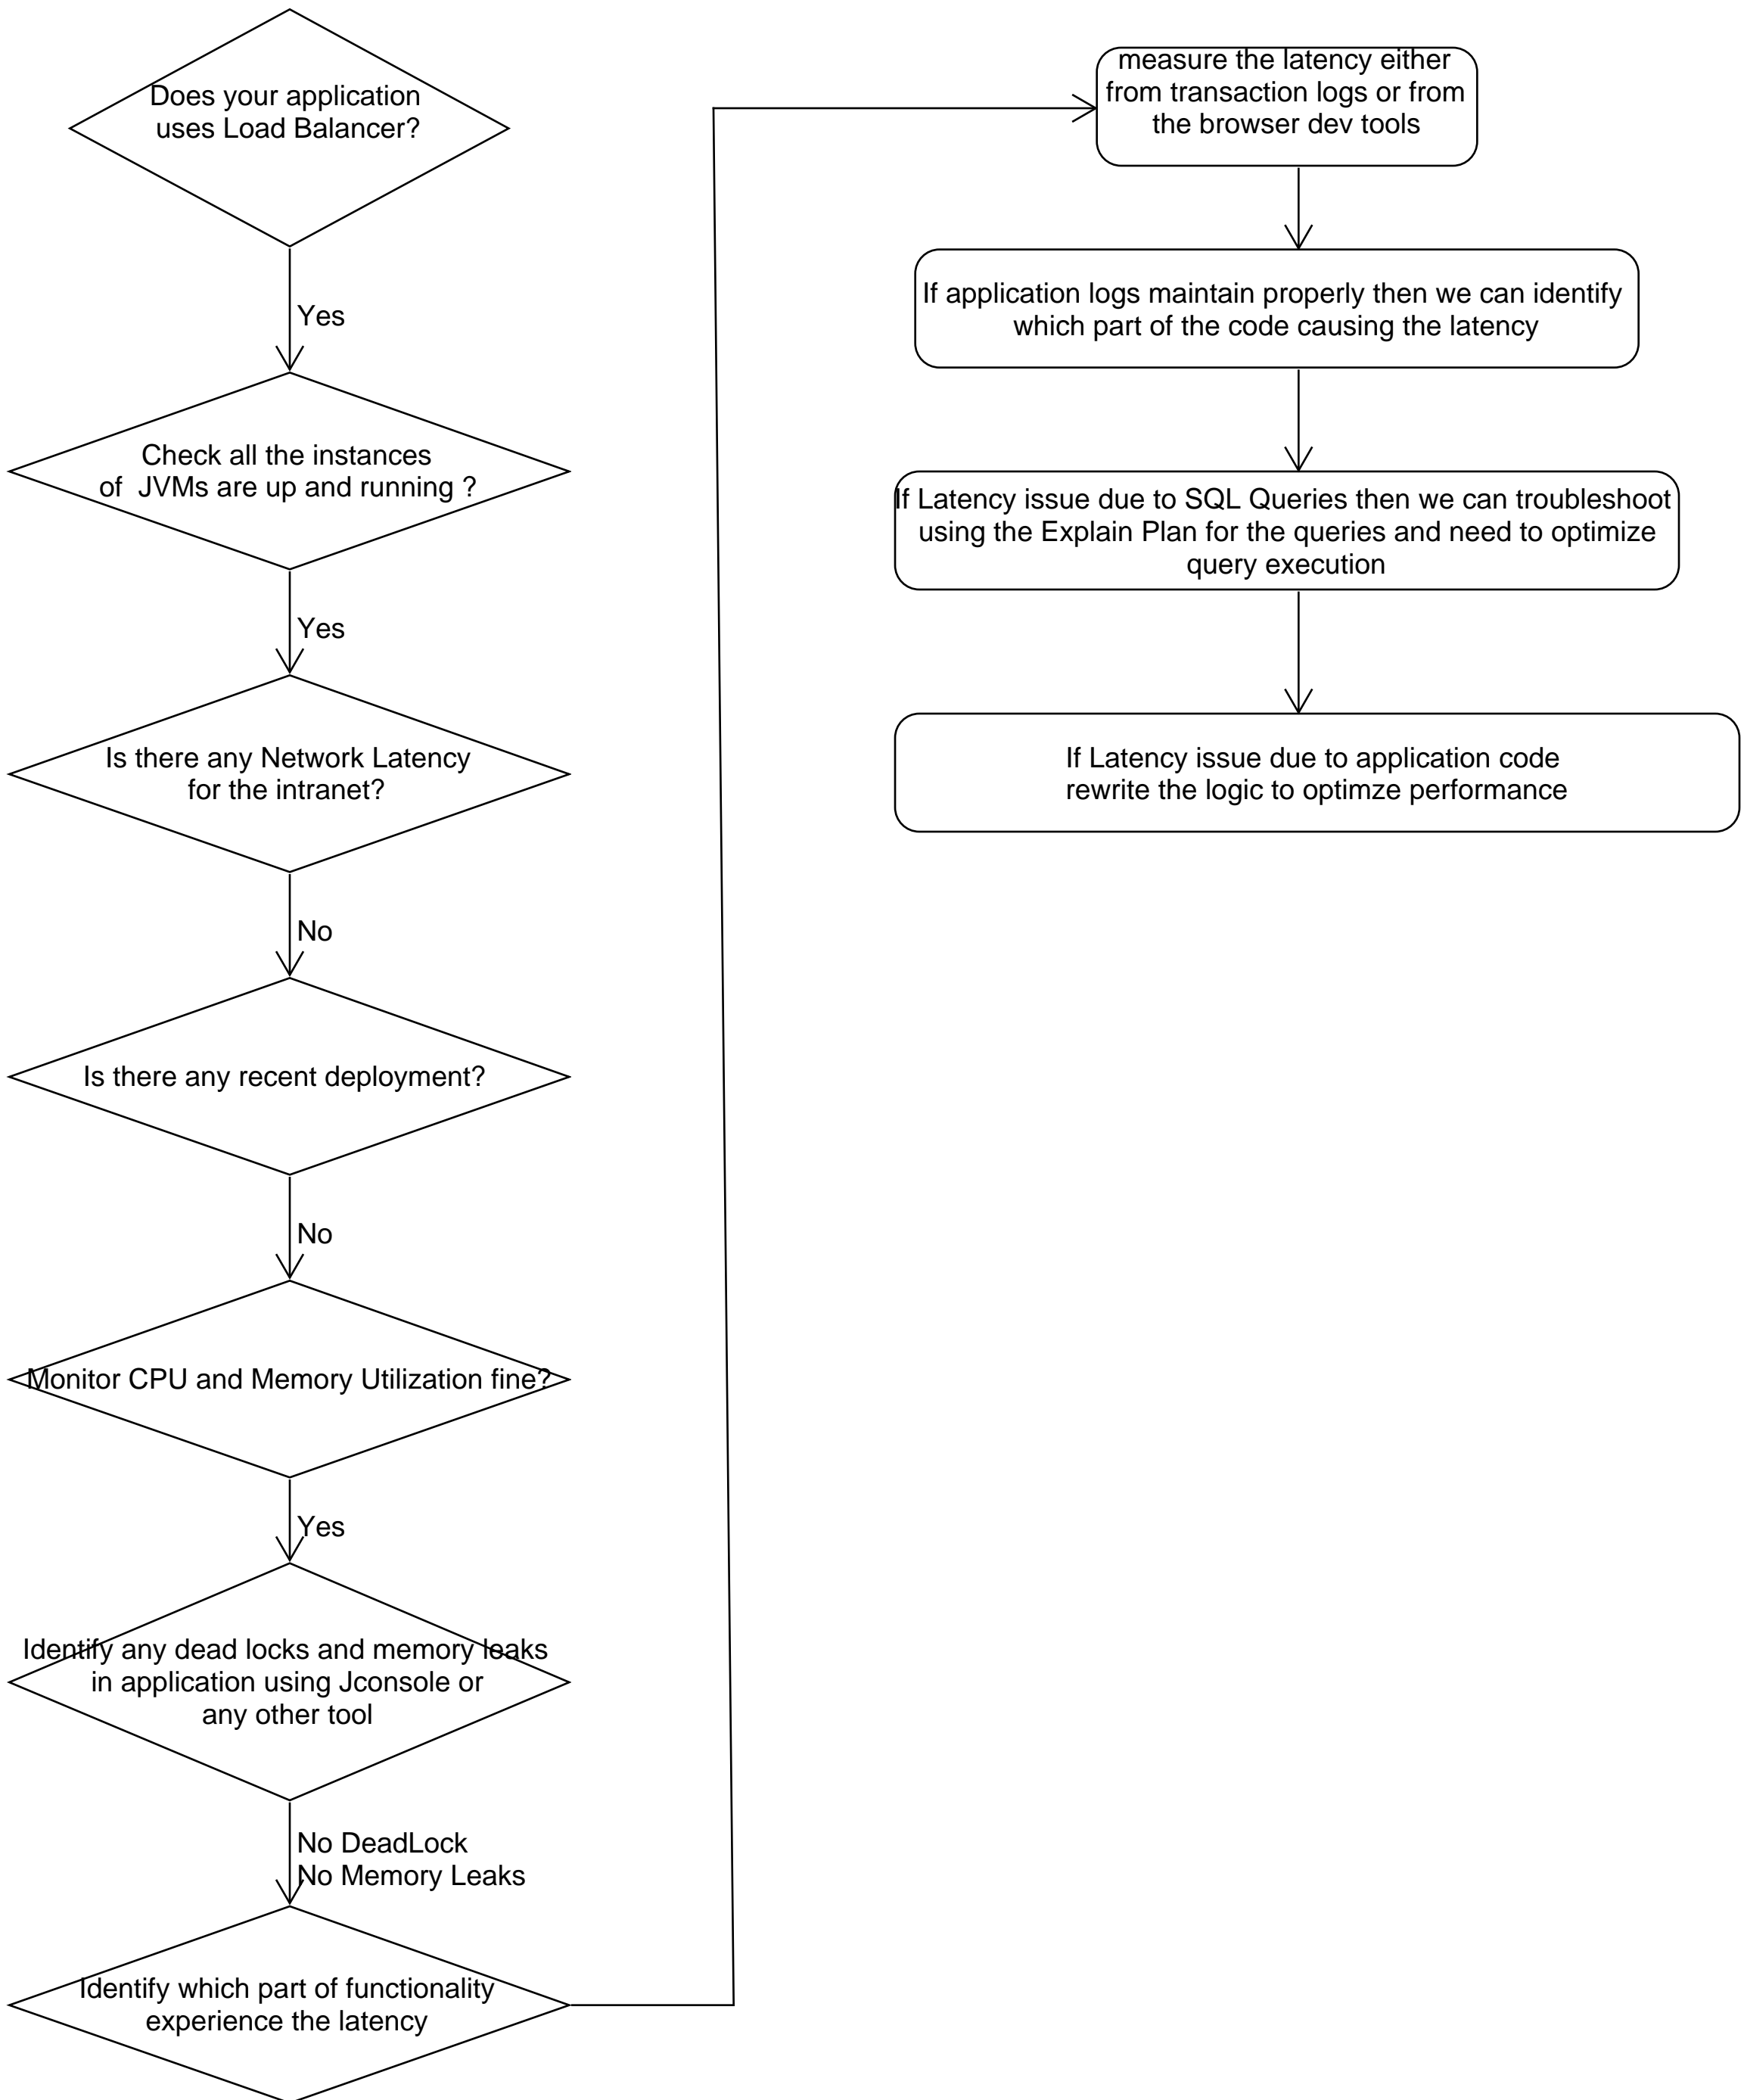 Does your application
uses Load Balancer?
Yes
Check all the instances
of  JVMs are up and running ?
Yes
Is there any Network Latency
for the intranet?
No
Is there any recent deployment?
No
Monitor CPU and Memory Utilization fine?
Yes
Identify any dead locks and memory leaks
in application using Jconsole or
any other tool
No DeadLock
No Memory Leaks
Identify which part of functionality
experience the latency
measure the latency either
from transaction logs or from
the browser dev tools
If application logs maintain properly then we can identify
which part of the code causing the latency
If Latency issue due to SQL Queries then we can troubleshoot
using the Explain Plan for the queries and need to optimize
query execution
If Latency issue due to application code
rewrite the logic to optimze performance